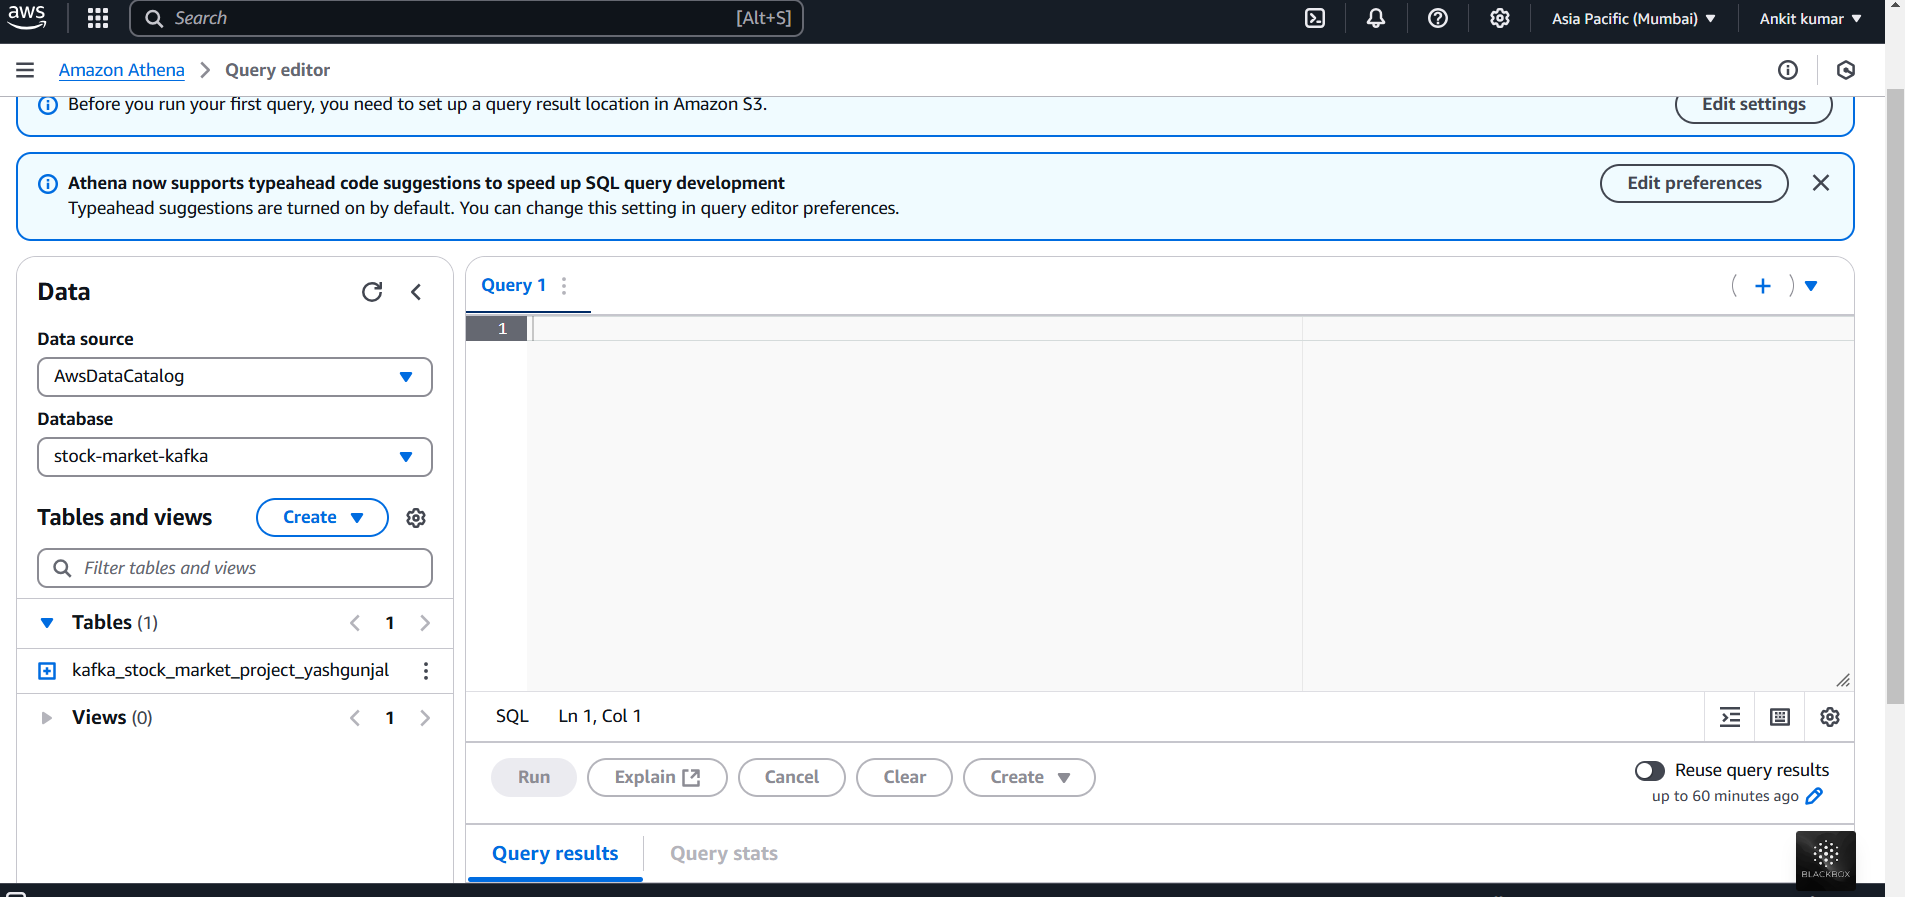 aws
Search
[Alt+S]
Asia Pacific (Mumbai)
Ankit kumar
Amazon Athena
Query editor
Before you run your first query, you need to set up a query result location in Amazon S3.
Edit settings
Athena now supports typeahead code suggestions to speed up SQL query development
Typeahead suggestions are turned on by default. You can change this setting in query editor preferences.
Edit preferences
Data
Data source
AwsDataCatalog
Database
stock-market-kafka
Tables and views
Create
Filter tables and views
Tables (1)
1
kafka_stock_market_project_yashgunjal
Views (0)
1
Query 1
1
SQL
Ln 1, Col 1
Run
Explain
Cancel
Clear
Create
Reuse query results
up to 60 minutes ago
Query results
Query stats
BLACKBOX